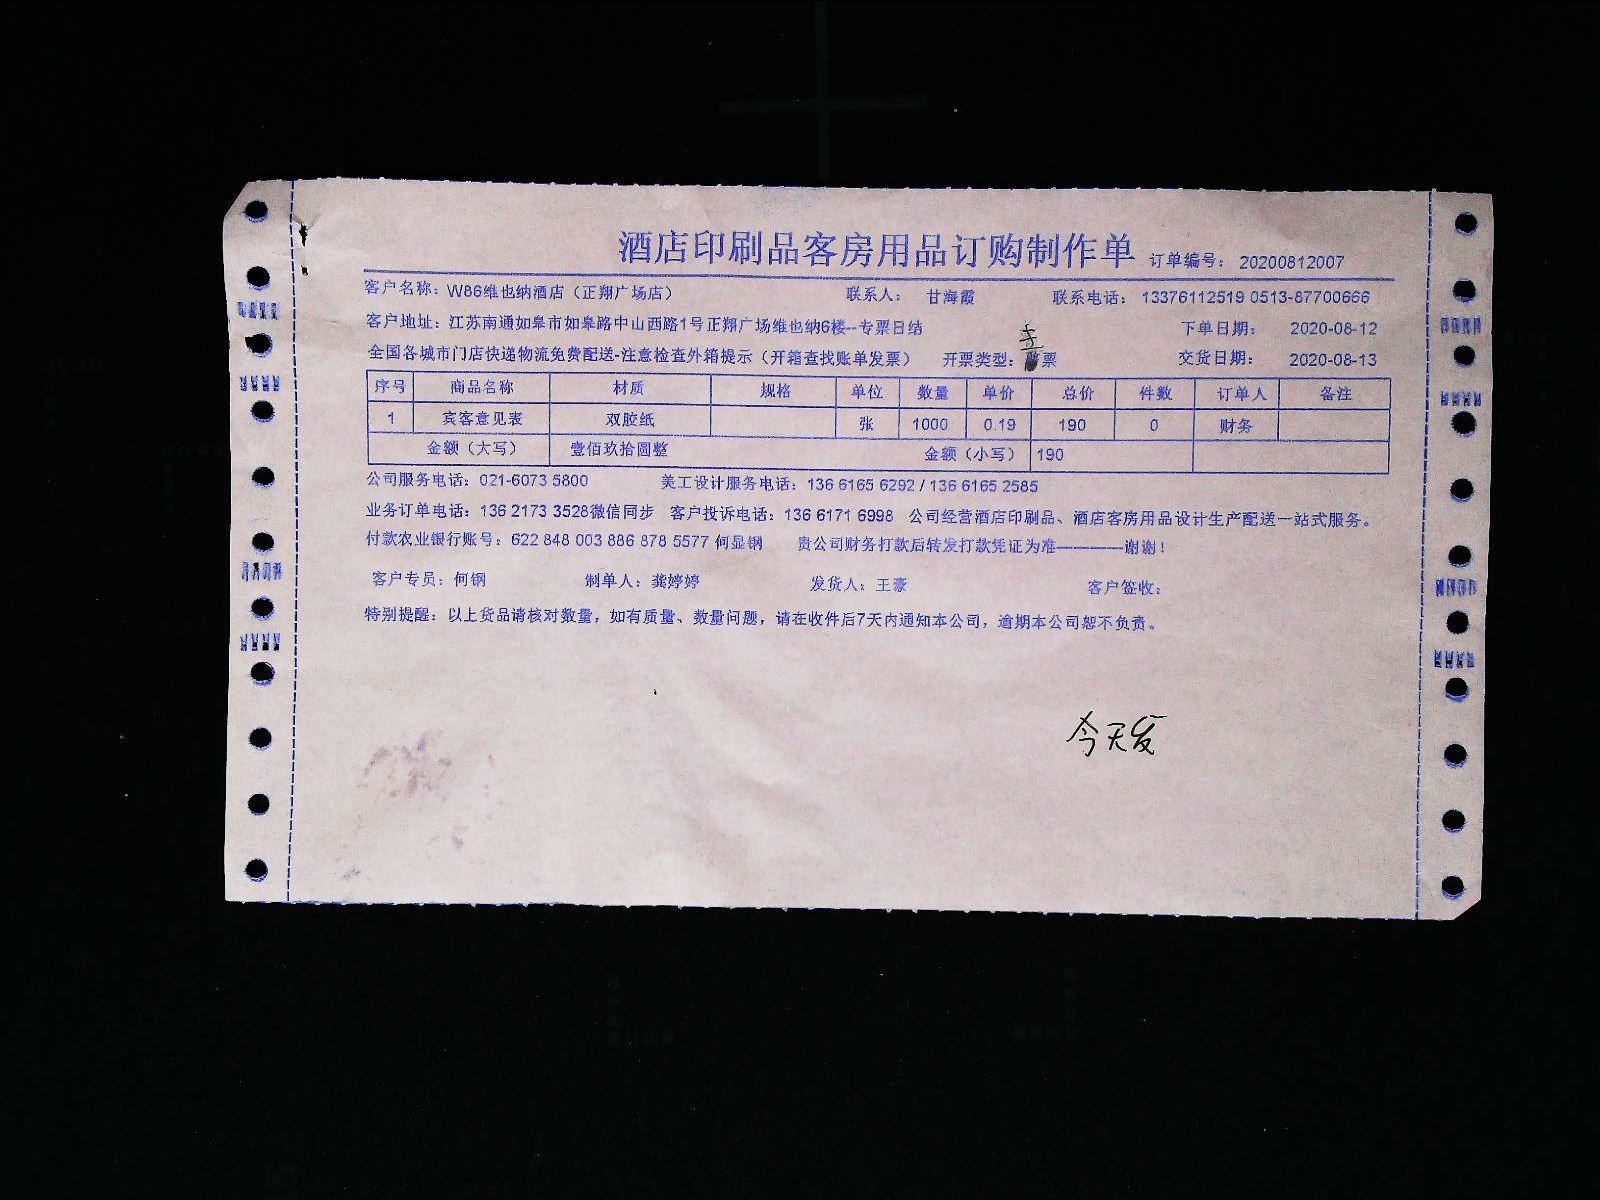 酒店印刷品客房用品订购制作单 订单编号: 20200812007
客户名称: W86维也纳酒店（正翔广场店） 联系人: 甘海霞 联系电话: 13376112519 0513-87700666
客户地址: 江苏南通如皋市如皋路中山西路1号正翔广场维也纳6楼--专票日结 下单日期: 2020-08-12
全国各城市门店快递物流免费配送-注意检查外箱提示（开箱查找账单发票） 开票类型: 票 交货日期: 2020-08-13
序号 商品名称 材质 规格 单位 数量 单价 总价 件数 订单人 备注
1 宾客意见表 双胶纸 张 1000 0.19 190 0 财务
金额（大写） 壹佰玖拾圆整 金额（小写） 190
公司服务电话: 021-6073 5800 美工设计服务电话: 136 6165 6292 / 136 6165 2585
业务订单电话: 136 2173 3528微信同步 客户投诉电话: 136 6171 6998 公司经营酒店印刷品、酒店客房用品设计生产配送一站式服务。
付款农业银行账号: 622 848 003 886 878 5577 何显钢 贵公司财务打款后转发打款凭证为准————谢谢！
客户专员: 何钢 制单人: 龚婷婷 发货人: 王豪 客户签收:
特别提醒: 以上货品请核对数量，如有质量、数量问题，请在收件后7天内通知本公司，逾期本公司恕不负责。
今天发